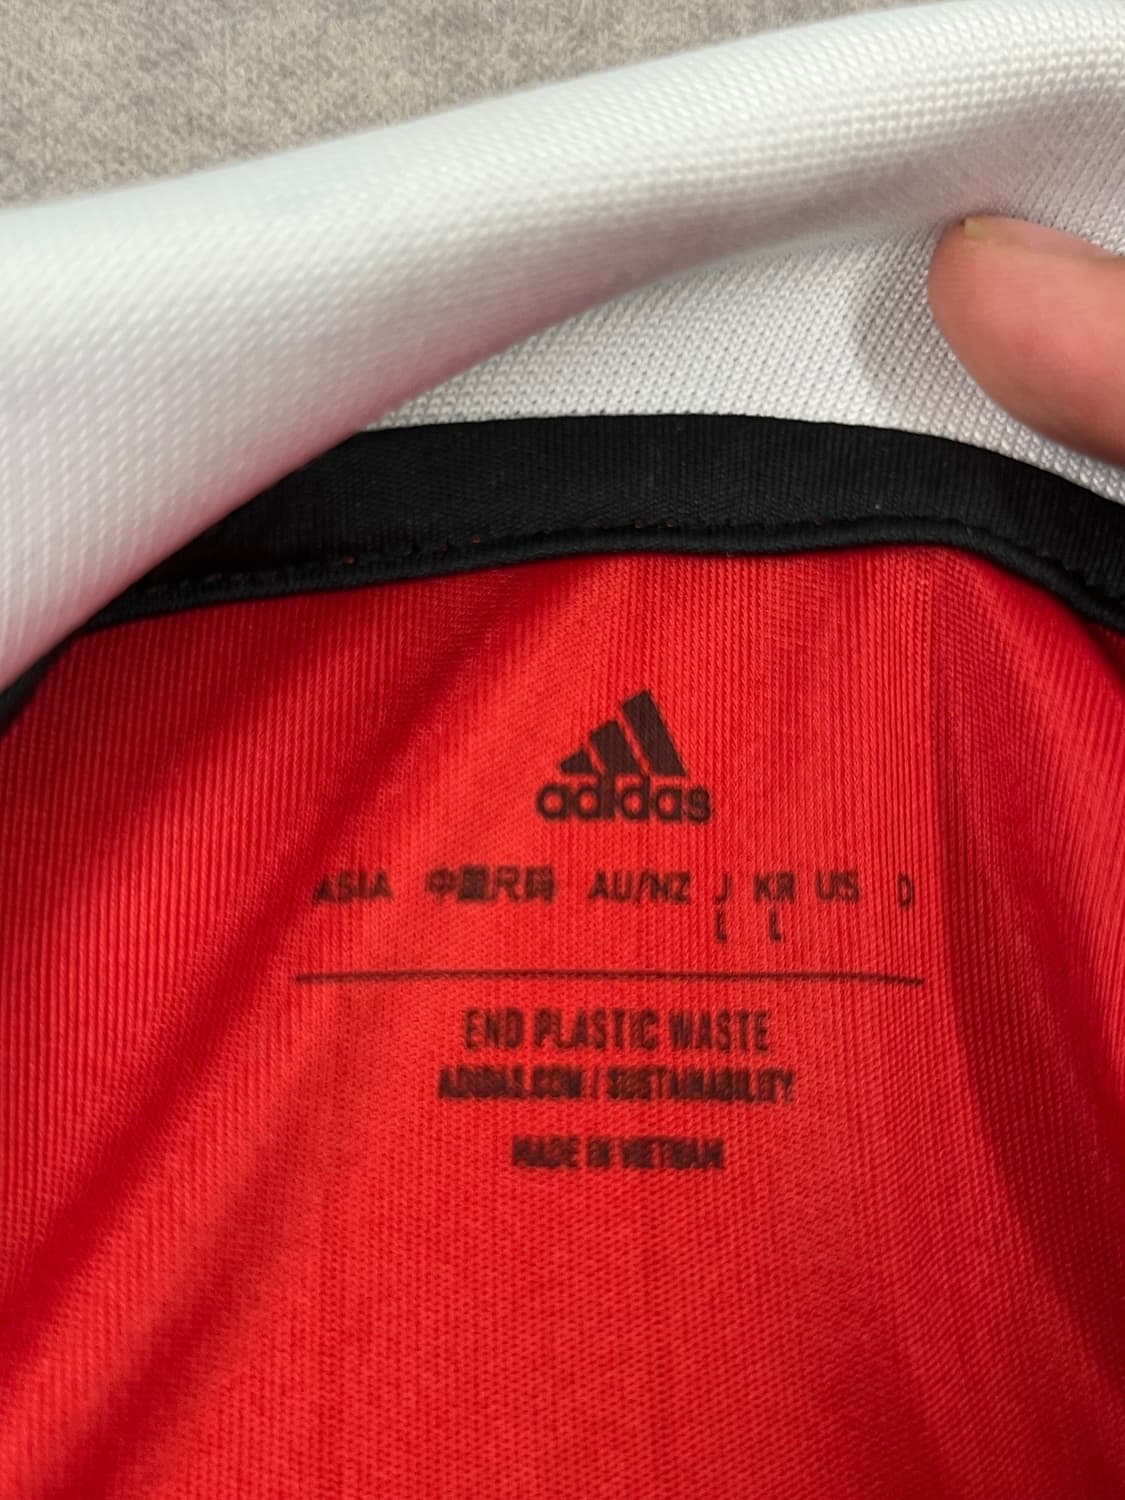 adidas
ASIA 中国尺码 AU/NZ J KR US D
L L
END PLASTIC WASTE
ADIDAS.COM / SUSTAINABILITY
MADE IN VIETNAM